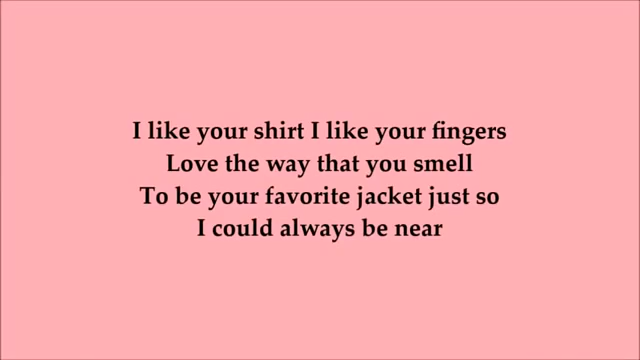 I like your shirt I like your fingers
Love the way that you smell
To be your favorite jacket just so
I could always be near